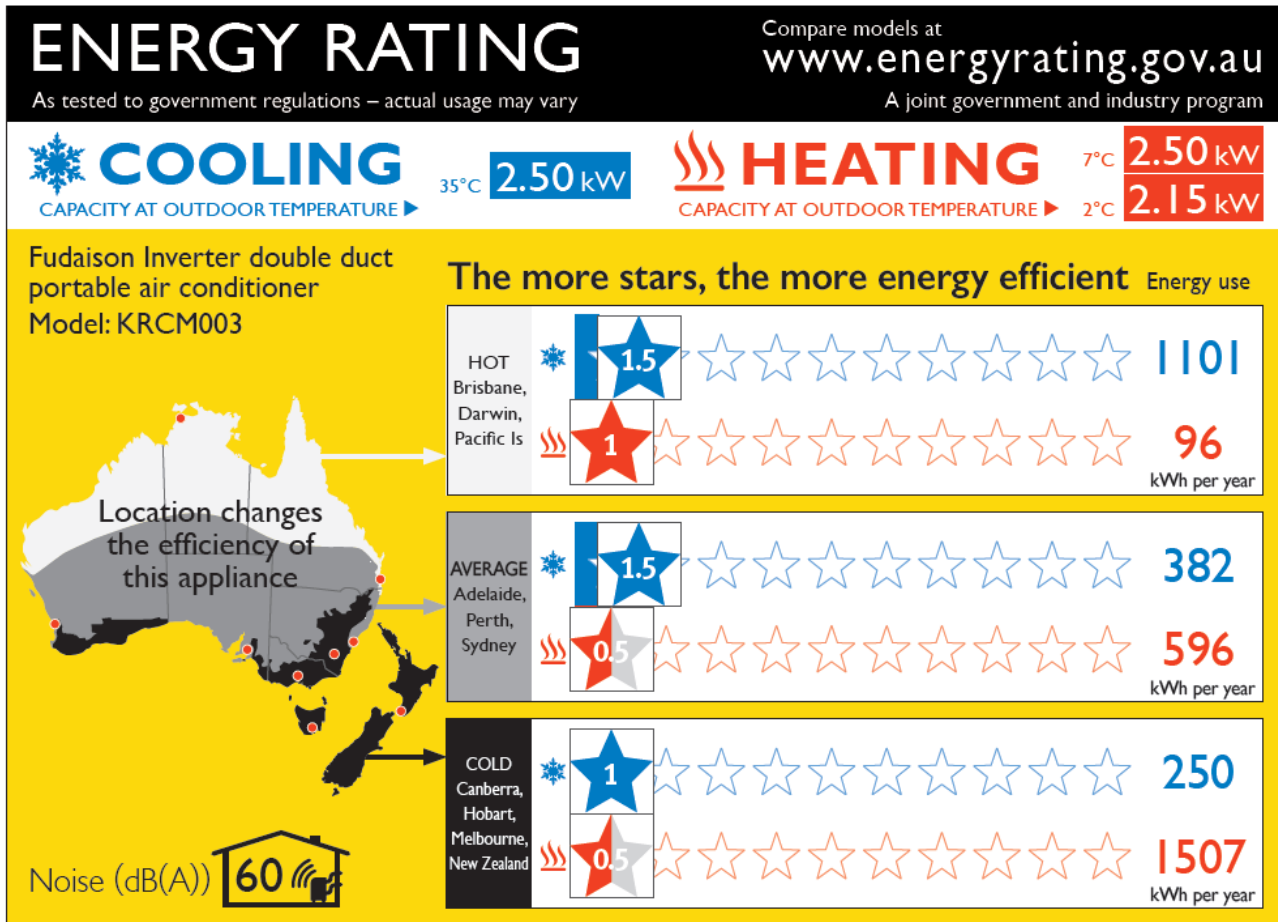 ENERGY RATING
As tested to government regulations – actual usage may vary
Compare models at
www.energyrating.gov.au
A joint government and industry program
COOLING
CAPACITY AT OUTDOOR TEMPERATURE
35°C 2.50 kW
HEATING
CAPACITY AT OUTDOOR TEMPERATURE
7°C 2.50 kW
2°C 2.15 kW
Fudaison Inverter double duct
portable air conditioner
Model: KRCM003
Location changes
the efficiency of
this appliance
Noise (dB(A)) 60
The more stars, the more energy efficient Energy use
HOT
Brisbane,
Darwin,
Pacific Is
1.5 1101
1 96
kWh per year
AVERAGE
Adelaide,
Perth,
Sydney
1.5 382
0.5 596
kWh per year
COLD
Canberra,
Hobart,
Melbourne,
New Zealand
1 250
0.5 1507
kWh per year